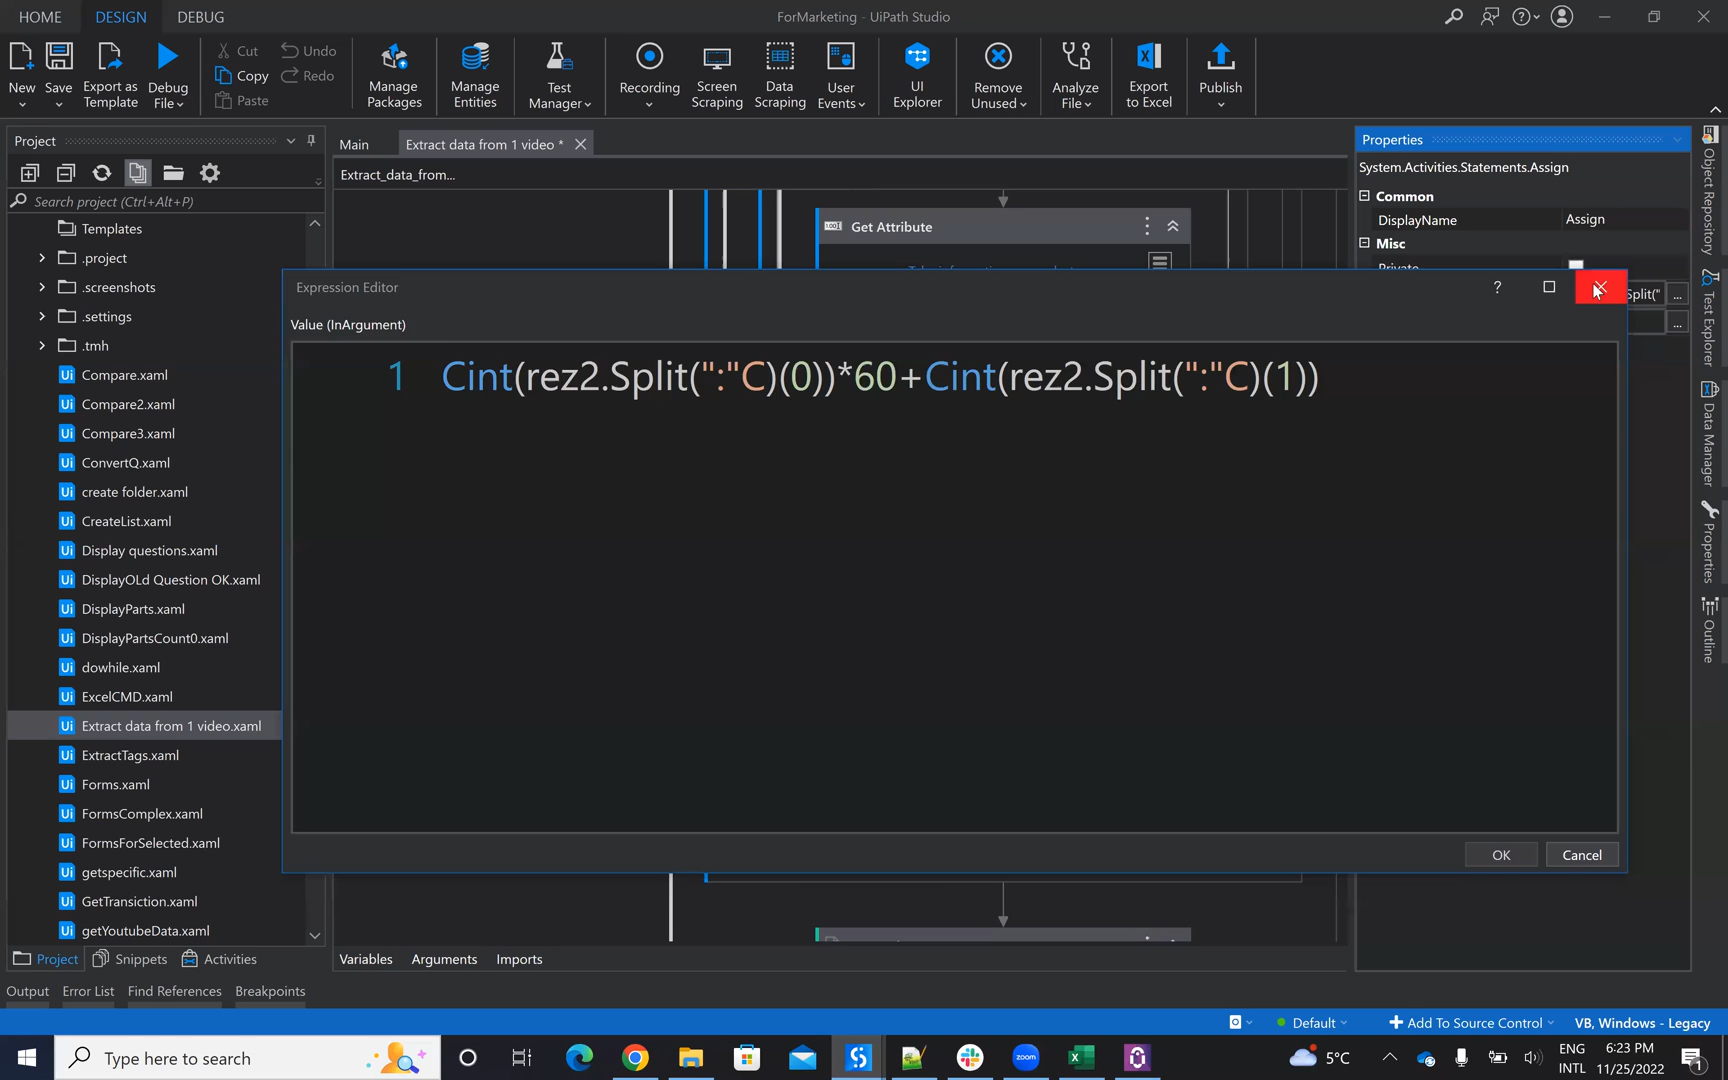 HOME DESIGN DEBUG
ForMarketing - UiPath Studio
New
Save
Export as
Template
Debug
File
Cut
Copy
Paste
Undo
Redo
Manage
Packages
Manage
Entities
Test
Manager
Recording
Screen
Scraping
Data
Scraping
User
Events
UI
Explorer
Remove
Unused
Analyze
File
Export
to Excel
Publish
Project
Search project (Ctrl+Alt+P)
Templates
.project
.screenshots
.settings
.tmh
Compare.xaml
Compare2.xaml
Compare3.xaml
ConvertQ.xaml
create folder.xaml
CreateList.xaml
Display questions.xaml
DisplayOLd Question OK.xaml
DisplayParts.xaml
DisplayPartsCount0.xaml
dowhile.xaml
ExcelCMD.xaml
Extract data from 1 video.xaml
ExtractTags.xaml
Forms.xaml
FormsComplex.xaml
FormsForSelected.xaml
getspecific.xaml
GetTransiction.xaml
getYoutubeData.xaml
Project Snippets Activities
Main
Extract data from 1 video *
Extract_data_from...
Get Attribute
Expression Editor
?
Value (InArgument)
1 Cint(rez2.Split(":"C)(0))*60+Cint(rez2.Split(":"C)(1))
OK Cancel
Variables Arguments Imports
Properties
System.Activities.Statements.Assign
Common
DisplayName Assign
Misc
Private
Split("
...
...
Object Repository
Test Explorer
Data Manager
Properties
Outline
Output Error List Find References Breakpoints
Default
Add To Source Control
VB, Windows - Legacy
Type here to search
zoom
5°C
ENG
INTL
6:23 PM
11/25/2022
1